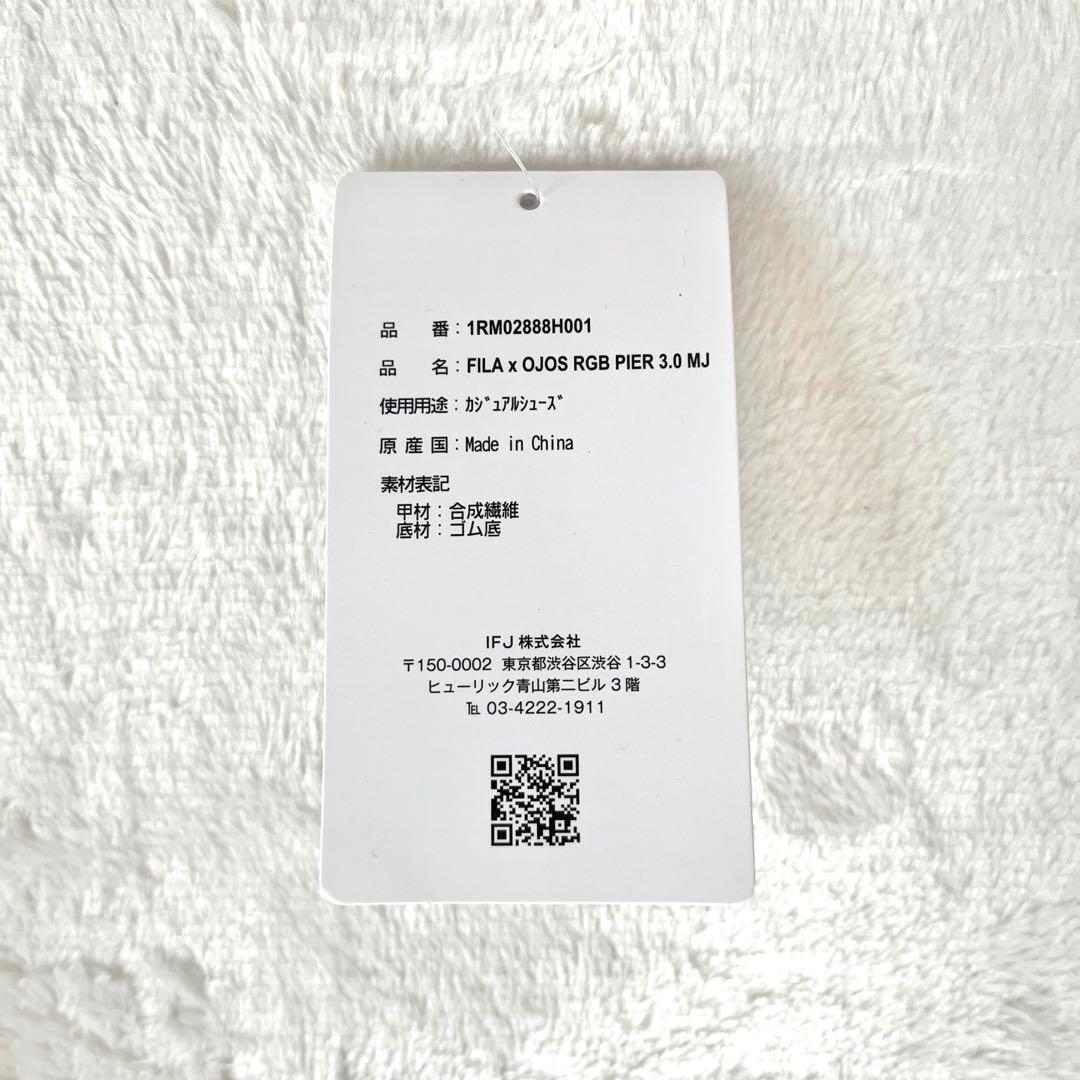 品 番：1RM02888H001
品 名：FILA x OJOS RGB PIER 3.0 MJ
使用用途：ｶｼﾞｭｱﾙｼｭｰｽﾞ
原 産 国：Made in China
素材表記
甲材：合成繊維
底材：ゴム底
IFJ 株式会社
〒150-0002 東京都渋谷区渋谷 1-3-3
ヒューリック青山第二ビル 3 階
℡ 03-4222-1911